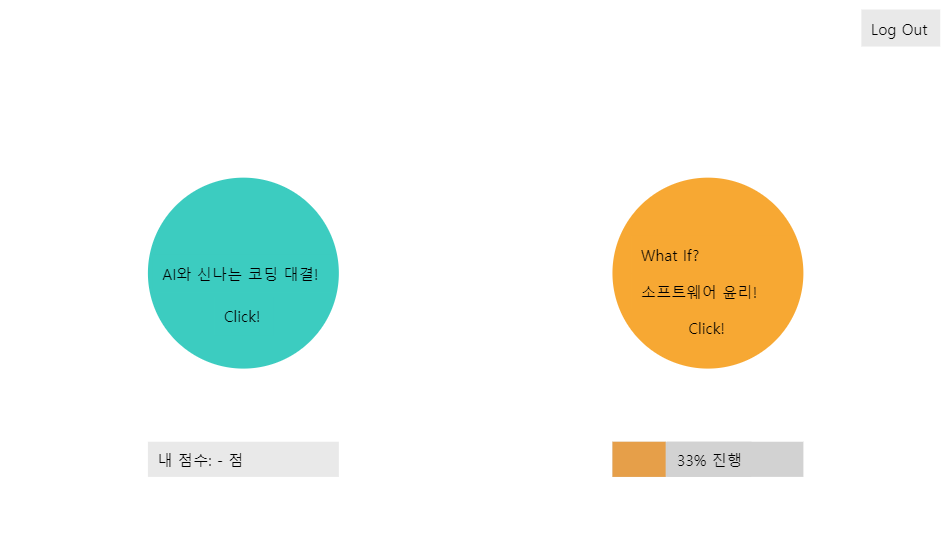 Log Out
AI와 신나는 코딩 대결!
Click!
What If?
소프트웨어 윤리!
Click!
내 점수: - 점
33% 진행